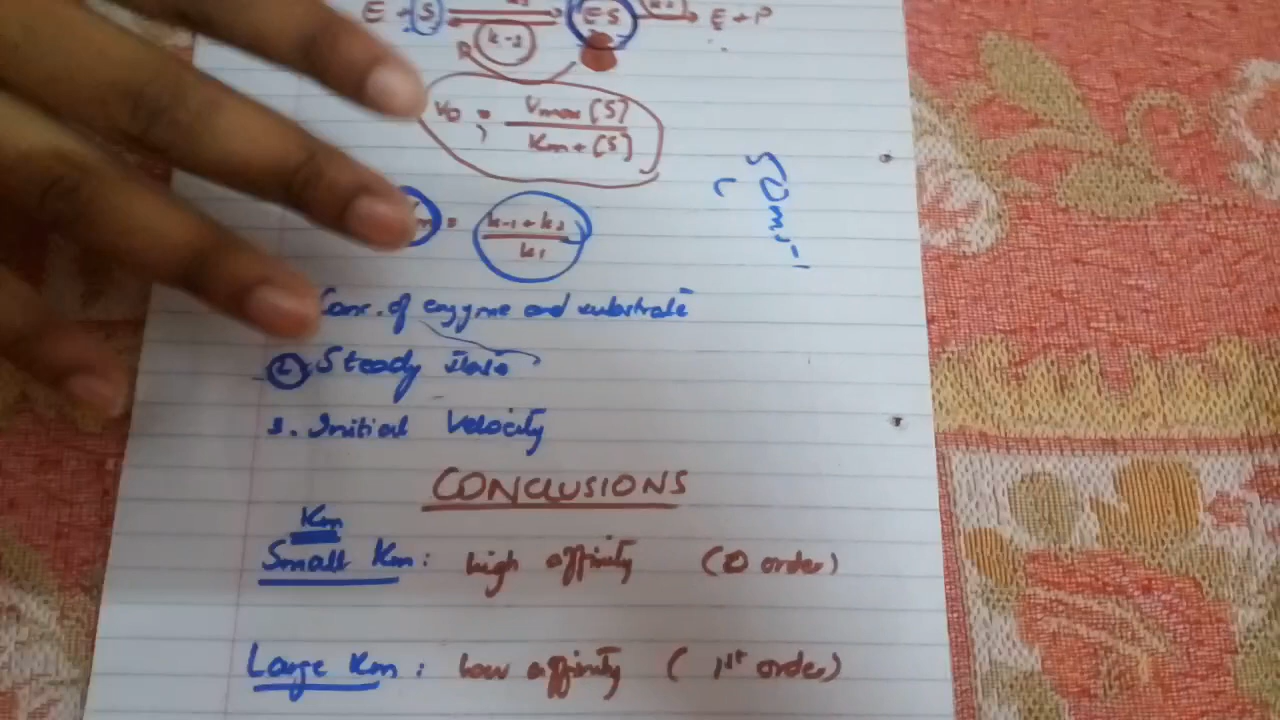 E + S ES E + P
k-1
V0 = Vmax [S]
Km + [S]
= k-1 + k2
k1
Conc. of enzyme and substrate
2 Steady state
3. Initial Velocity
CONCLUSIONS
Km
Small Km: high affinity (0 order)
Large Km: low affinity (1st order)